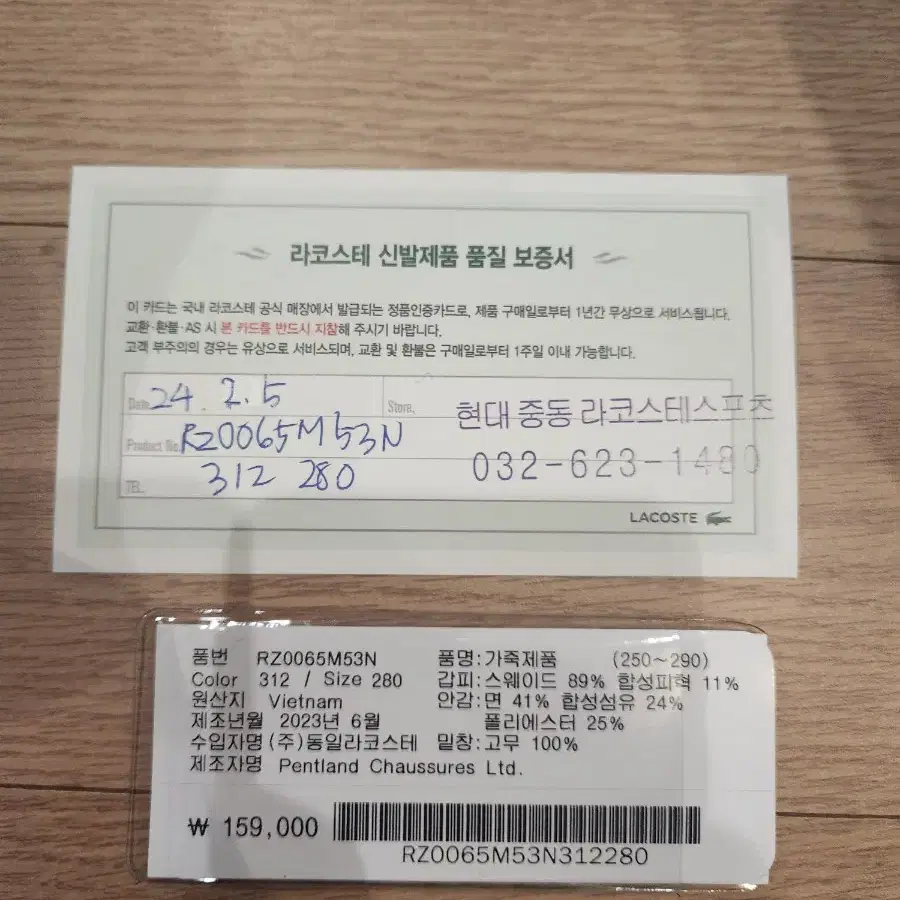 라코스테 신발제품 품질 보증서
이 카드는 국내 라코스테 공식 매장에서 발급되는 정품인증카드로, 제품 구매일로부터 1년간 무상으로 서비스됩니다.
교환·환불·AS 시 본 카드를 반드시 지참해 주시기 바랍니다.
고객 부주의의 경우는 유상으로 서비스되며, 교환 및 환불은 구매일로부터 1주일 이내 가능합니다.
Date. 24. 2. 5 Store. 현대 중동 라코스테스포츠
Product No. RZ0065M53N
032-623-1480
TEL. 312 280
LACOSTE
품번 RZ0065M53N 품명:가죽제품 (250~290)
Color 312 / Size 280 갑피:스웨이드 89% 합성피혁 11%
원산지 Vietnam 안감:면 41% 합성섬유 24%
제조년월 2023년 6월 폴리에스터 25%
수입자명 (주)동일라코스테 밑창:고무 100%
제조자명 Pentland Chaussures Ltd.
₩ 159,000
RZ0065M53N312280